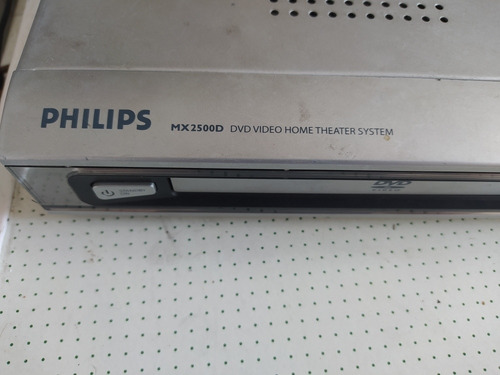 PHILIPS MX2500D DVD VIDEO HOME THEATER SYSTEM
DVD